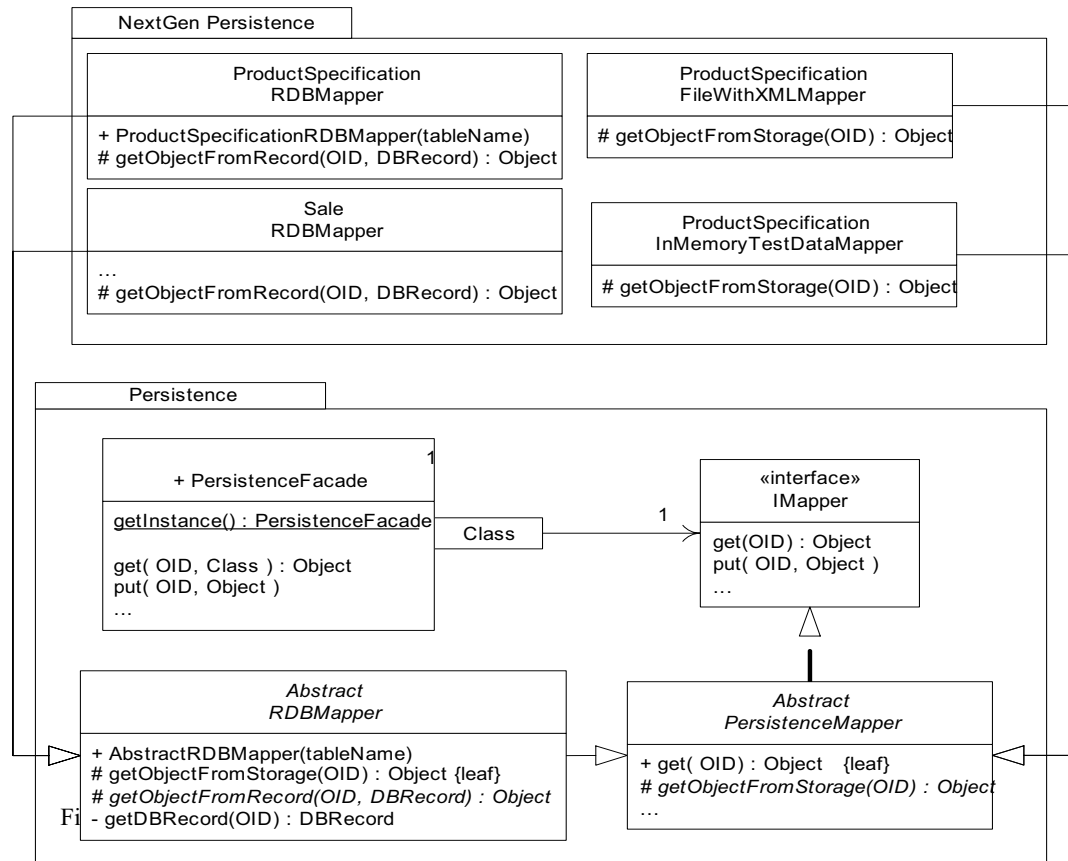 NextGen Persistence
ProductSpecification
RDBMapper
+ ProductSpecificationRDBMapper(tableName)
# getObjectFromRecord(OID, DBRecord) : Object
ProductSpecification
FileWithXMLMapper
# getObjectFromStorage(OID) : Object
Sale
RDBMapper
...
# getObjectFromRecord(OID, DBRecord) : Object
ProductSpecification
InMemoryTestDataMapper
# getObjectFromStorage(OID) : Object
Persistence
1
+ PersistenceFacade
getInstance() : PersistenceFacade
get( OID, Class ) : Object
put( OID, Object )
...
Class
1
«interface»
IMapper
get(OID) : Object
put( OID, Object )
...
Abstract
RDBMapper
+ AbstractRDBMapper(tableName)
# getObjectFromStorage(OID) : Object {leaf}
# getObjectFromRecord(OID, DBRecord) : Object
- getDBRecord(OID) : DBRecord
Abstract
PersistenceMapper
+ get( OID) : Object {leaf}
# getObjectFromStorage(OID) : Object
...